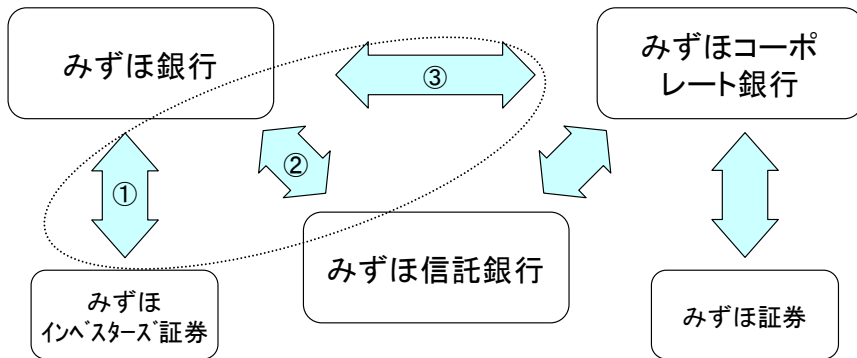 みずほ銀行
③
みずほコーポ
レート銀行
①
②
みずほ信託銀行
みずほ
ｲﾝﾍﾞｽﾀｰｽﾞ証券
みずほ証券